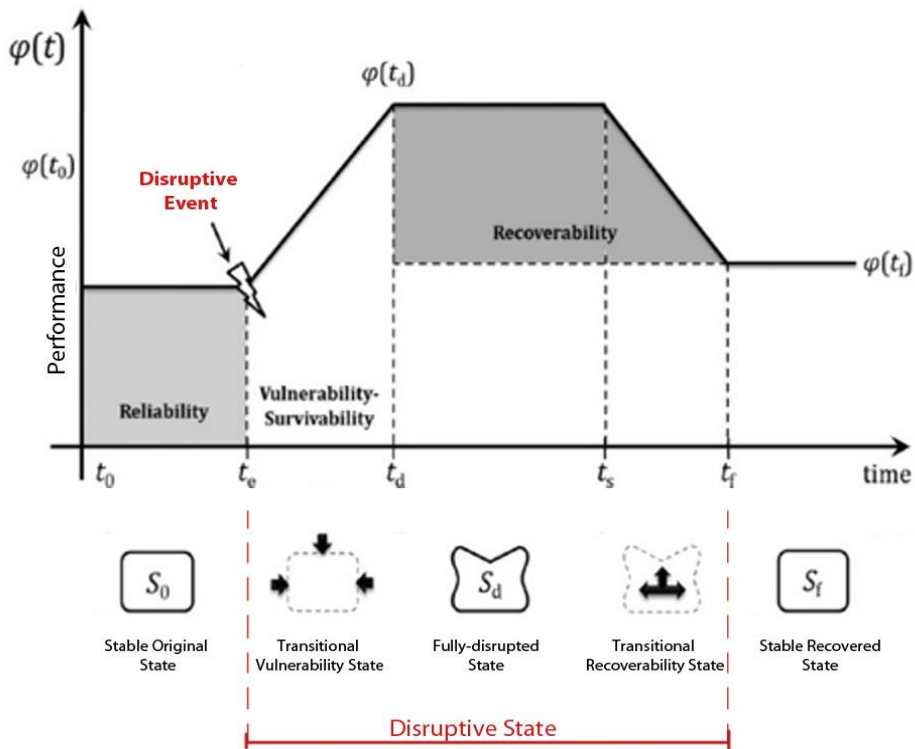 φ(t)
φ(t_d)
φ(t_0)
Disruptive
Event
Performance
Recoverability
φ(t_f)
Reliability
Vulnerability-
Survivability
t_0 t_e t_d t_s t_f time
S_0 S_d S_f
Stable Original
State
Transitional
Vulnerability State
Fully-disrupted
State
Transitional
Recoverability State
Stable Recovered
State
Disruptive State